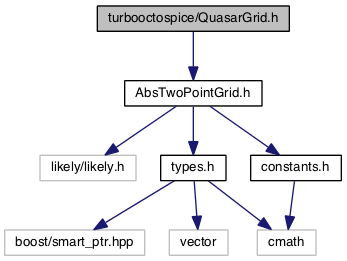 turbooctospice/QuasarGrid.h
AbsTwoPointGrid.h
likely/likely.h
types.h
constants.h
boost/smart_ptr.hpp
vector
cmath